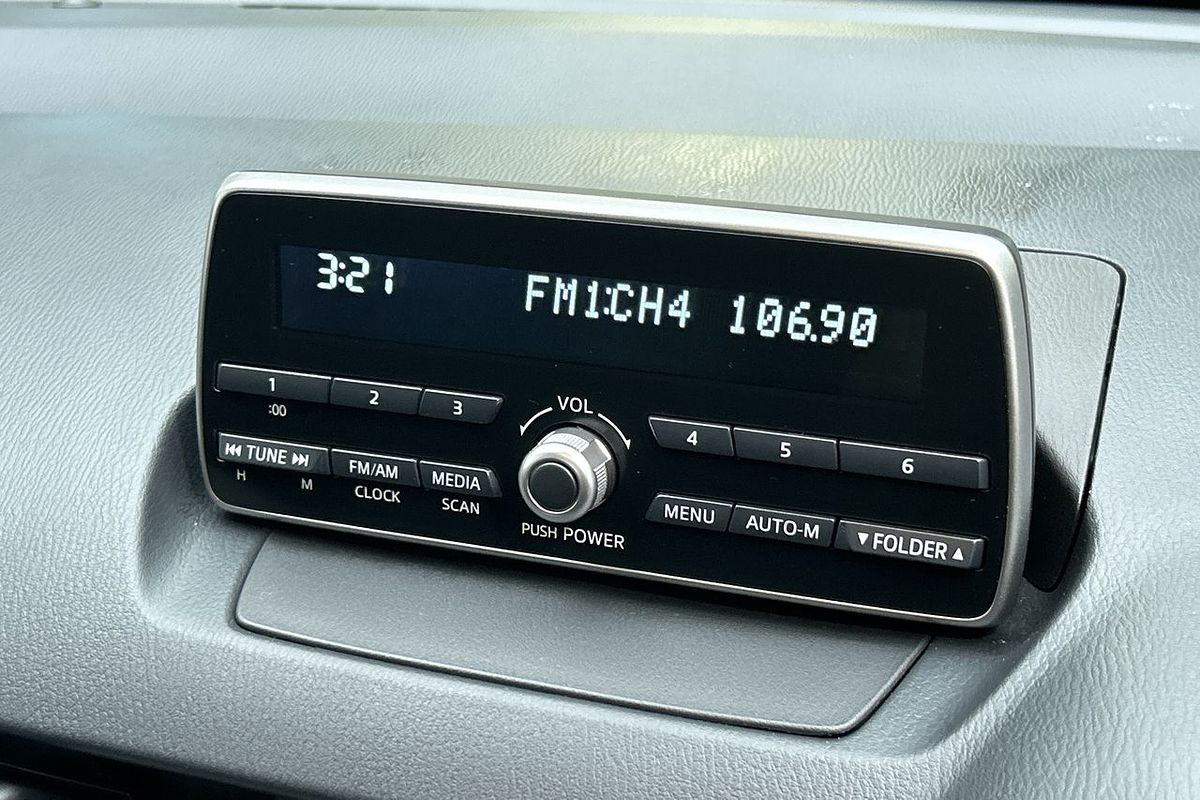 3:21 FM1:CH4 106.90
1 2 3 VOL 4 5 6
:00
TUNE FM/AM MEDIA MENU AUTO-M ▼FOLDER▲
H M CLOCK SCAN PUSH POWER